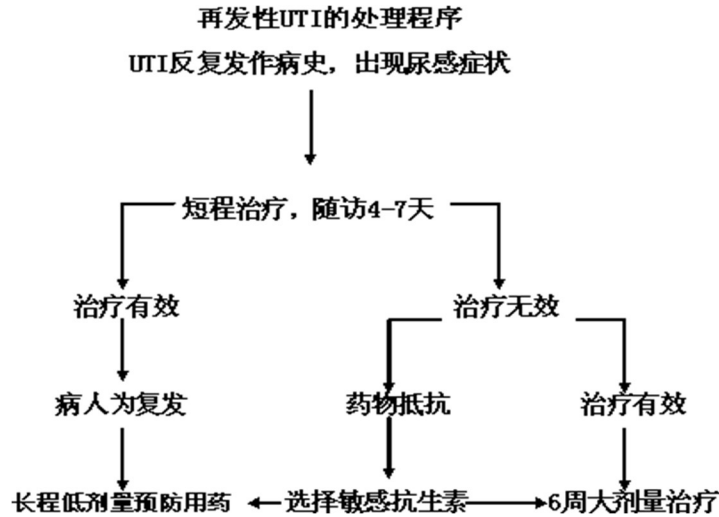 再发性UTI的处理程序
UTI反复发作病史，出现尿感症状
短程治疗，随访4-7天
治疗有效
治疗无效
病人为复发
药物抵抗
治疗有效
长程低剂量预防用药
选择敏感抗生素
6周大剂量治疗